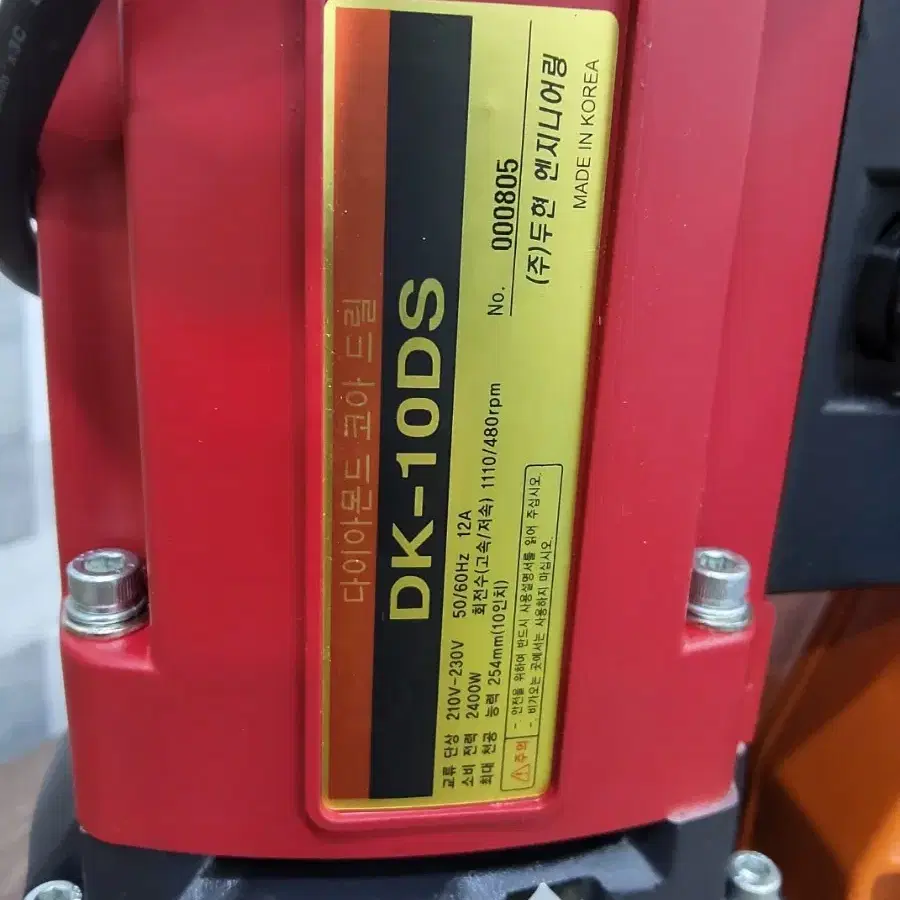 다이아몬드 코아 드릴
DK-10DS
교류 단상 210V-230V 50/60Hz 12A
소비 전력 2400W 회전수(고속/저속) 1110/480rpm
최대 천공 능력 254mm(10인치)
주의
- 안전을 위하여 반드시 사용설명서를 읽어 주십시오.
- 비가오는 곳에서는 사용하지 마십시오.
No. 000805
(주)두현 엔지니어링
MADE IN KOREA